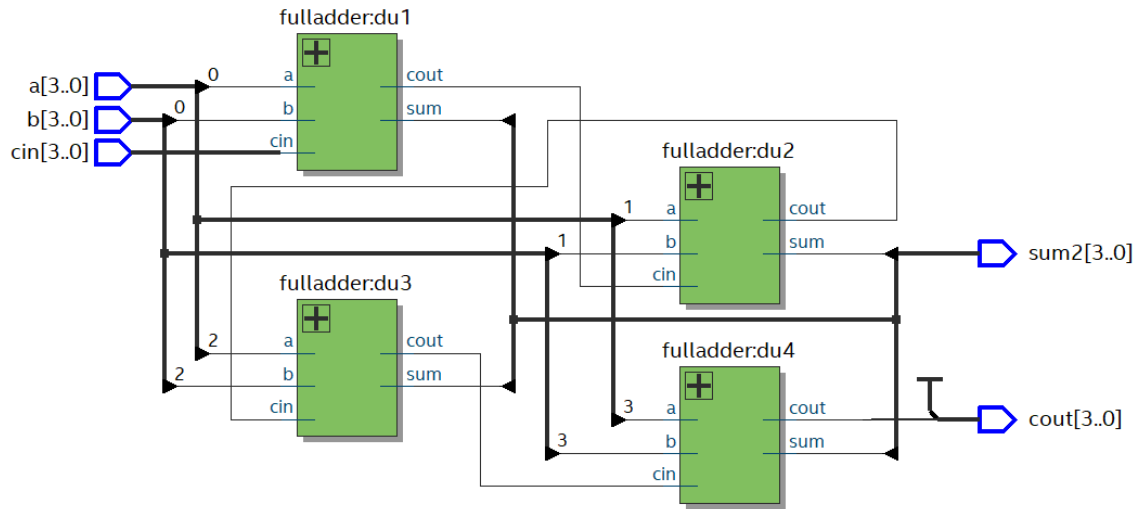 fulladder:du1
a[3..0]
0
a
cout
b[3..0]
0
b
sum
cin[3..0]
cin
fulladder:du2
1
a
cout
1
b
sum
sum2[3..0]
cin
fulladder:du3
2
a
cout
2
b
sum
cin
fulladder:du4
3
a
cout
cout[3..0]
3
b
sum
cin